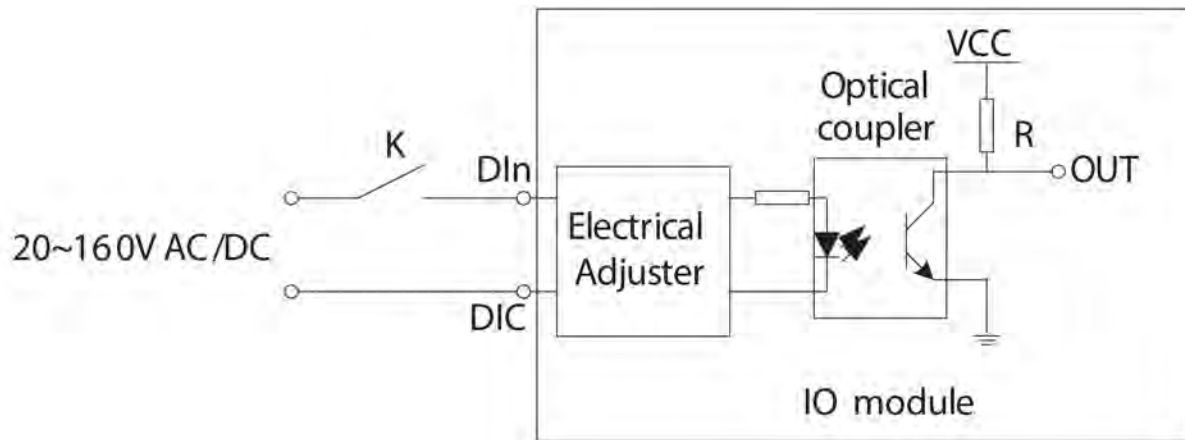 VCC
Optical
coupler
R
K
DIn
OUT
20~160V AC/DC
Electrical
Adjuster
DIC
IO module